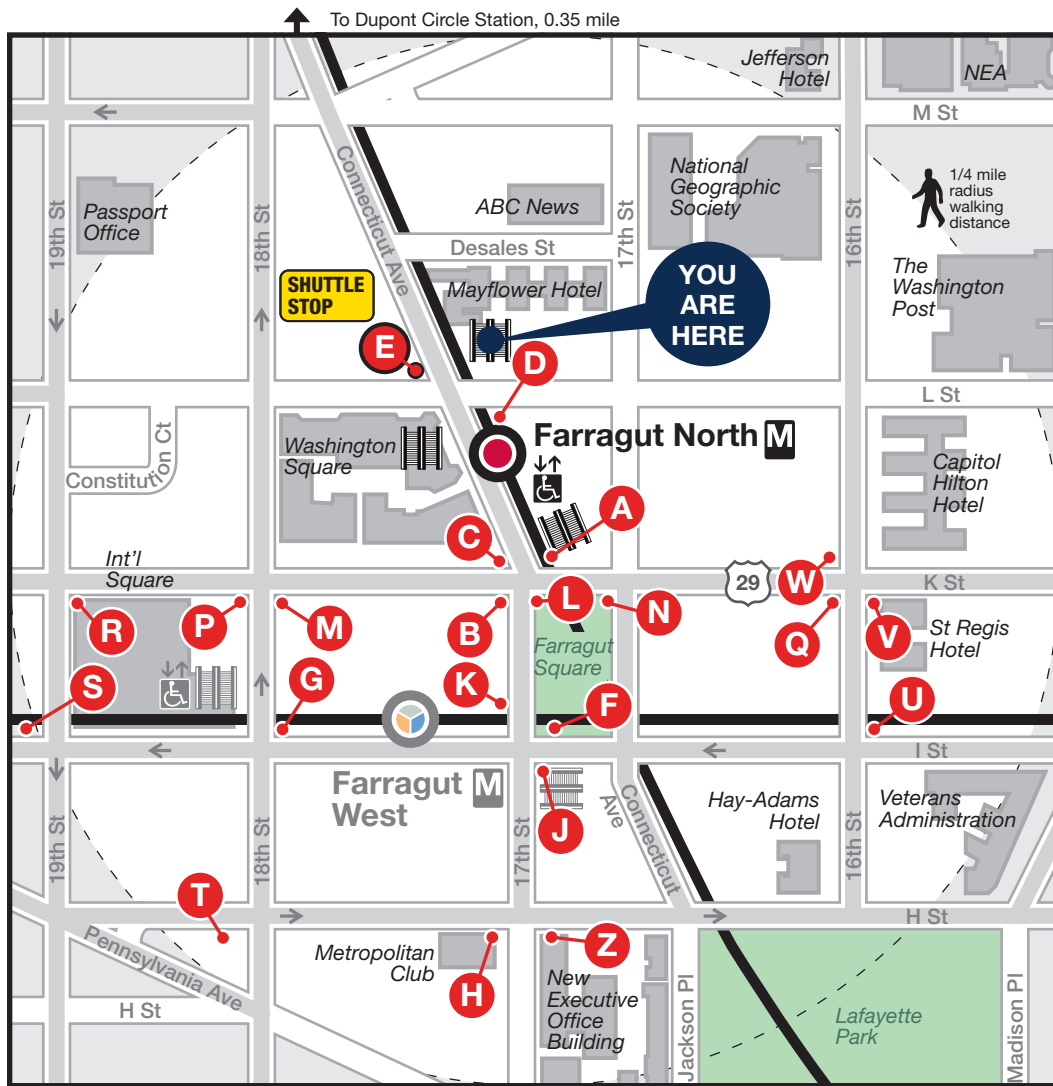 To Dupont Circle Station, 0.35 mile
Jefferson
Hotel
NEA
M St
19th St
Passport
Office
18th St
Connecticut Ave
ABC News
Desales St
17th St
National
Geographic
Society
16th St
1/4 mile
radius
walking
distance
The
Washington
Post
SHUTTLE
STOP
Mayflower Hotel
YOU
ARE
HERE
E
D
L St
Constitution Ct
Washington
Square
Farragut North M
Capitol
Hilton
Hotel
C
A
Int'l
Square
29
W
K St
R
P
M
B
L
N
Q
V
St Regis
Hotel
Farragut
Square
S
G
K
F
U
I St
Farragut
West
M
J
Connecticut
Ave
Hay-Adams
Hotel
Veterans
Administration
19th St
18th St
17th St
16th St
T
H St
Pennsylvania Ave
H St
Metropolitan
Club
H
Z
New
Executive
Office
Building
Jackson Pl
Lafayette
Park
Madison Pl